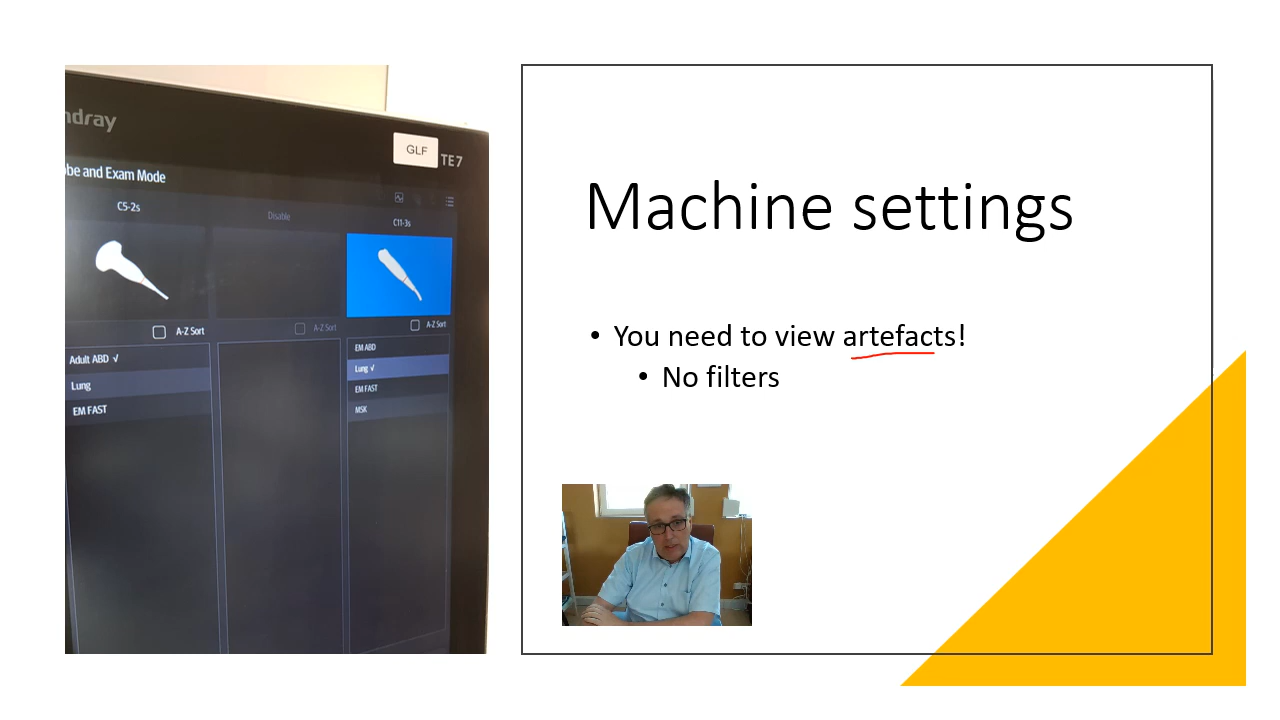 ndray
GLF
TE7
be and Exam Mode
C5-2s
Disable
C11-3s
A-Z Sort
A-Z Sort
A-Z Sort
Adult ABD √
Lung
EM FAST
EM ABD
Lung √
EM FAST
MSK
Machine settings
• You need to view artefacts!
• No filters